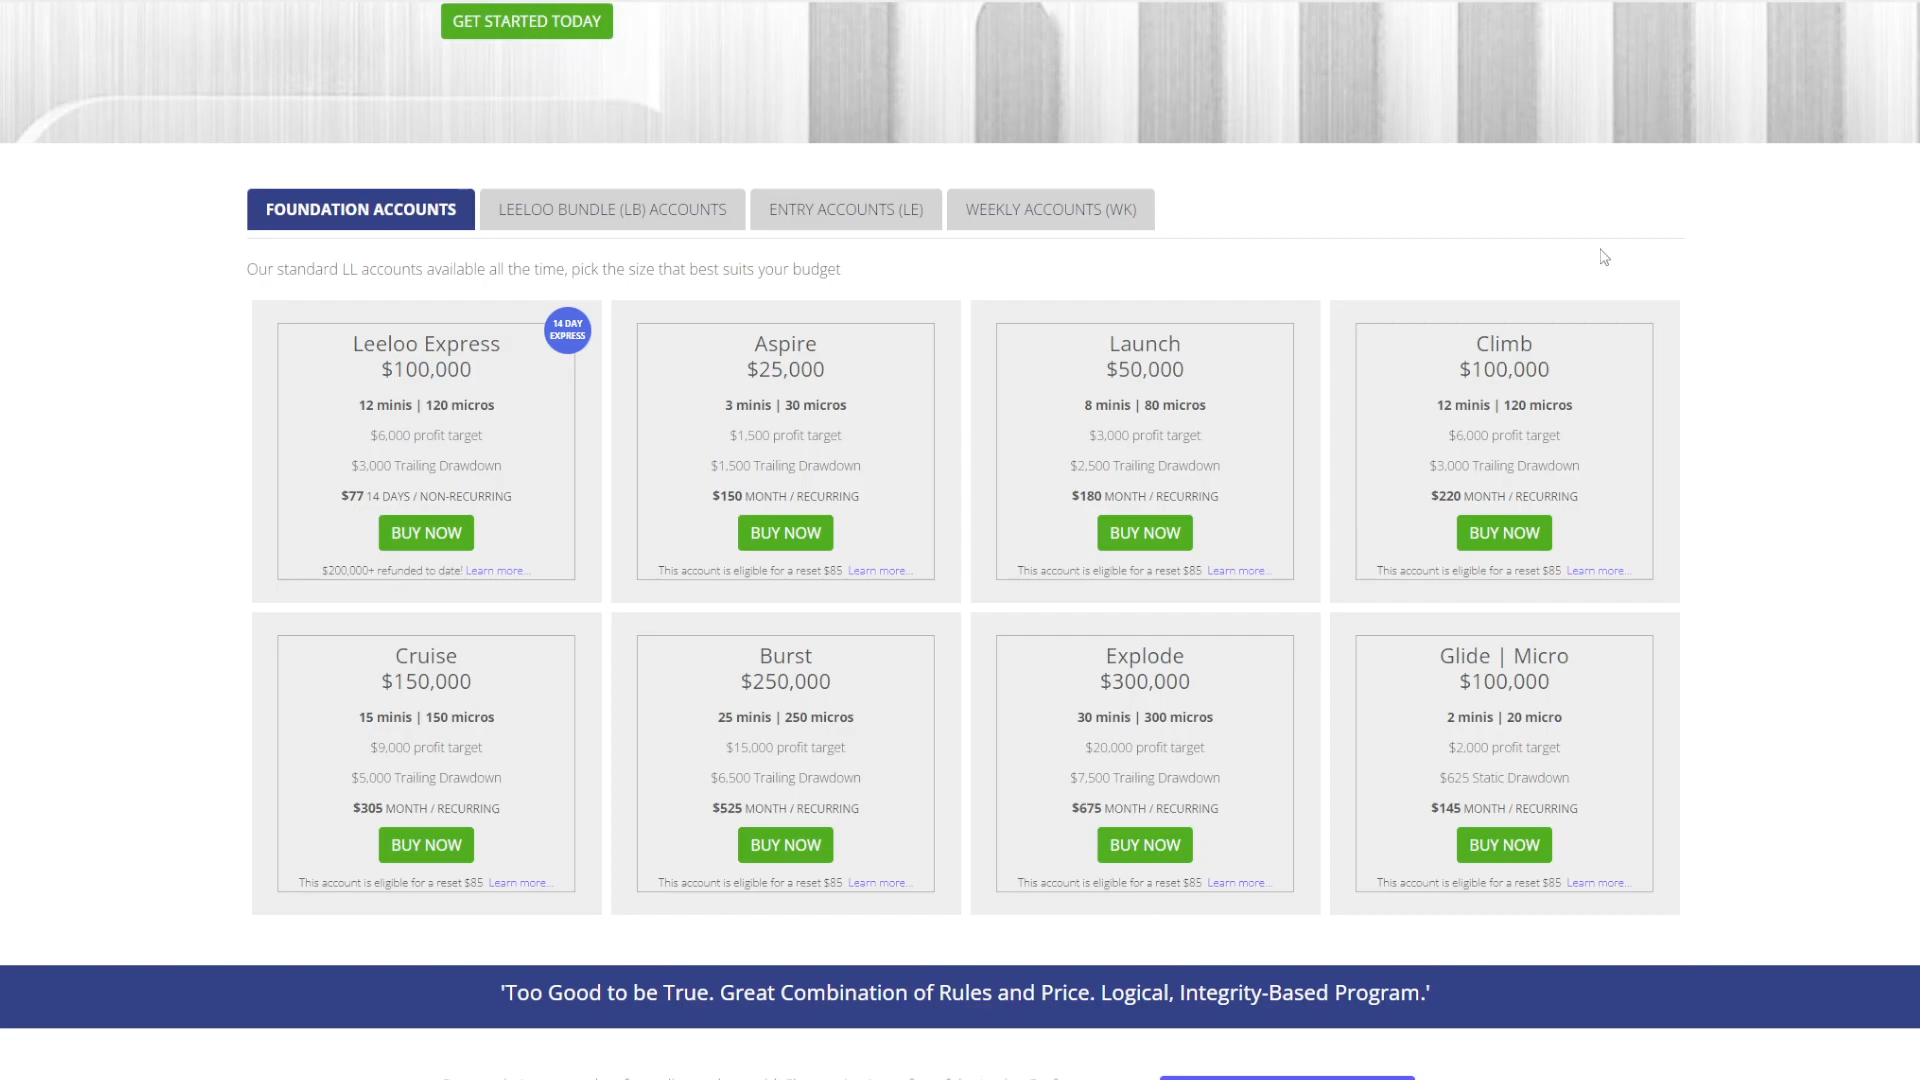 GET STARTED TODAY
FOUNDATION ACCOUNTS
LEELOO BUNDLE (LB) ACCOUNTS
ENTRY ACCOUNTS (LE)
WEEKLY ACCOUNTS (WK)
Our standard LL accounts available all the time, pick the size that best suits your budget
14 DAY
EXPRESS
Leeloo Express
$100,000
12 minis | 120 micros
$6,000 profit target
$3,000 Trailing Drawdown
$77 14 DAYS / NON-RECURRING
BUY NOW
$200,000+ refunded to date! Learn more...
Aspire
$25,000
3 minis | 30 micros
$1,500 profit target
$1,500 Trailing Drawdown
$150 MONTH / RECURRING
BUY NOW
This account is eligible for a reset $85 Learn more...
Launch
$50,000
8 minis | 80 micros
$3,000 profit target
$2,500 Trailing Drawdown
$180 MONTH / RECURRING
BUY NOW
This account is eligible for a reset $85 Learn more...
Climb
$100,000
12 minis | 120 micros
$6,000 profit target
$3,000 Trailing Drawdown
$220 MONTH / RECURRING
BUY NOW
This account is eligible for a reset $85 Learn more...
Cruise
$150,000
15 minis | 150 micros
$9,000 profit target
$5,000 Trailing Drawdown
$305 MONTH / RECURRING
BUY NOW
This account is eligible for a reset $85 Learn more...
Burst
$250,000
25 minis | 250 micros
$15,000 profit target
$6,500 Trailing Drawdown
$525 MONTH / RECURRING
BUY NOW
This account is eligible for a reset $85 Learn more...
Explode
$300,000
30 minis | 300 micros
$20,000 profit target
$7,500 Trailing Drawdown
$675 MONTH / RECURRING
BUY NOW
This account is eligible for a reset $85 Learn more...
Glide | Micro
$100,000
2 minis | 20 micro
$2,000 profit target
$625 Static Drawdown
$145 MONTH / RECURRING
BUY NOW
This account is eligible for a reset $85 Learn more...
'Too Good to be True. Great Combination of Rules and Price. Logical, Integrity-Based Program.'